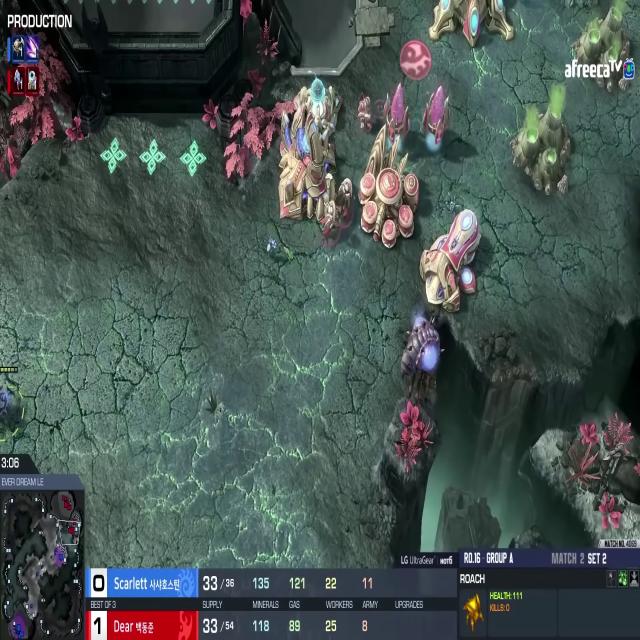 PRODUCTION
afreecaTV
3:06
EVER DREAM LE
LG UltraGear HOT6
RO.16 · GROUP A MATCH 2 SET 2
0 Scarlett 사샤호스틴 33 / 36 135 121 22 11
BEST OF 3 SUPPLY MINERALS GAS WORKERS ARMY UPGRADES
1 Dear 백동준 33 / 54 118 89 25 8
ROACH
HEALTH: 111
KILLS: 0